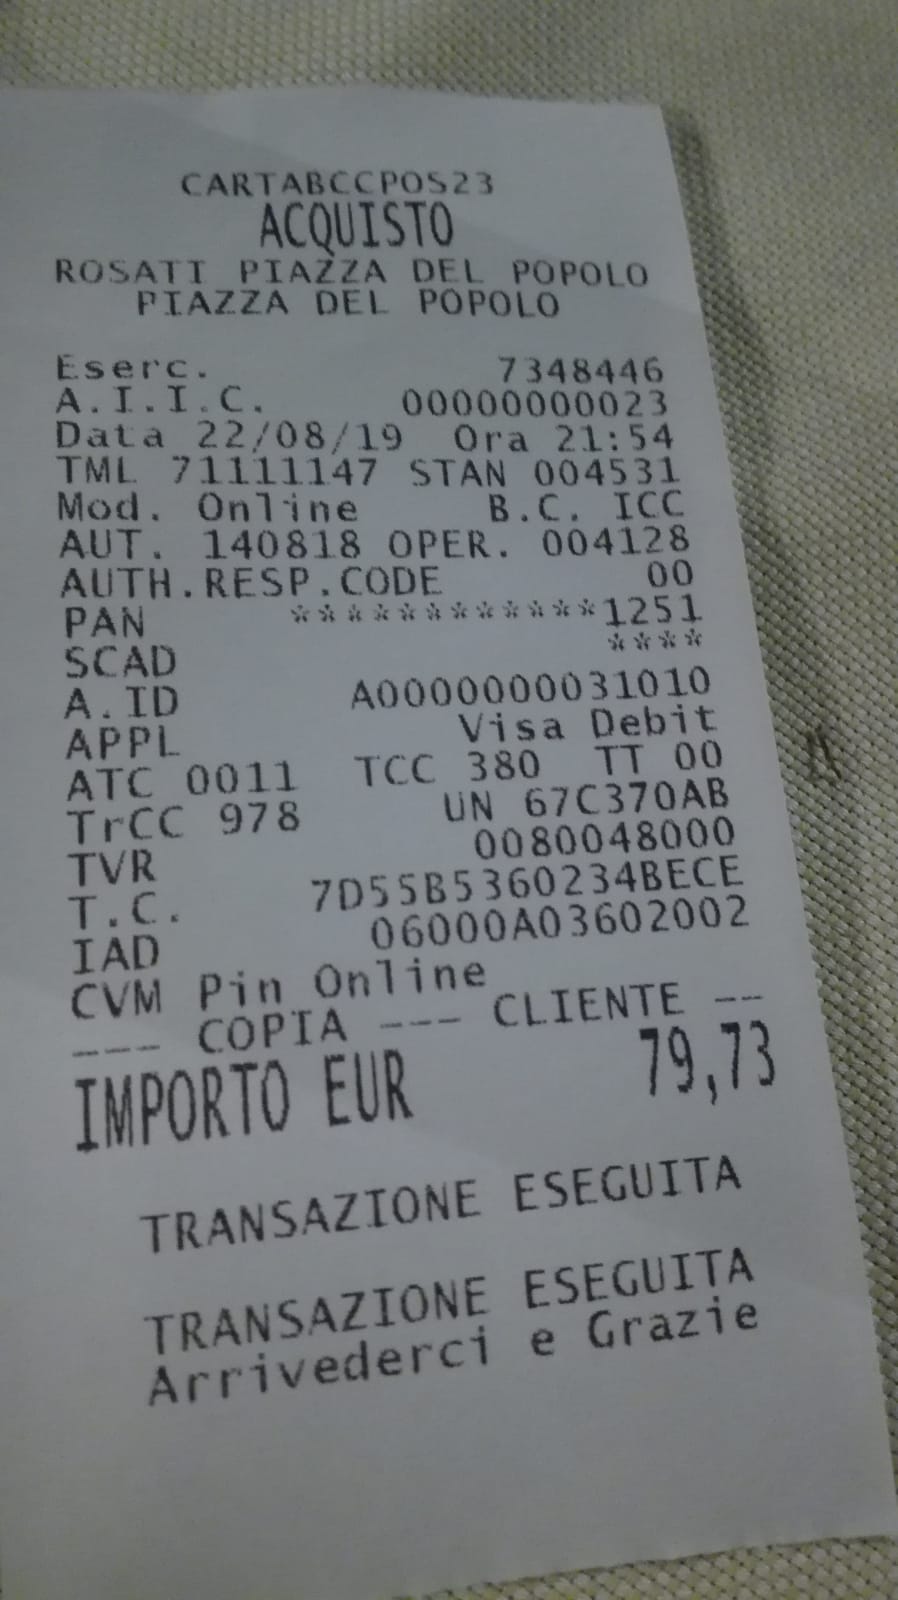 CARTABCCPOS23
ACQUISTO
ROSATI PIAZZA DEL POPOLO
PIAZZA DEL POPOLO
Eserc. 7348446
A.I.I.C. 00000000023
Data 22/08/19 Ora 21:54
TML 71111147 STAN 004531
Mod. Online B.C. ICC
AUT. 140818 OPER. 004128
AUTH.RESP.CODE 00
PAN ************1251
SCAD ****
A.ID A0000000031010
APPL Visa Debit
ATC 0011 TCC 380 TT 00
TrCC 978 UN 67C370AB
TVR 0080048000
T.C. 7D55B5360234BECE
IAD 06000A03602002
CVM Pin Online
--- COPIA --- CLIENTE --
IMPORTO EUR 79,73
TRANSAZIONE ESEGUITA
TRANSAZIONE ESEGUITA
Arrivederci e Grazie